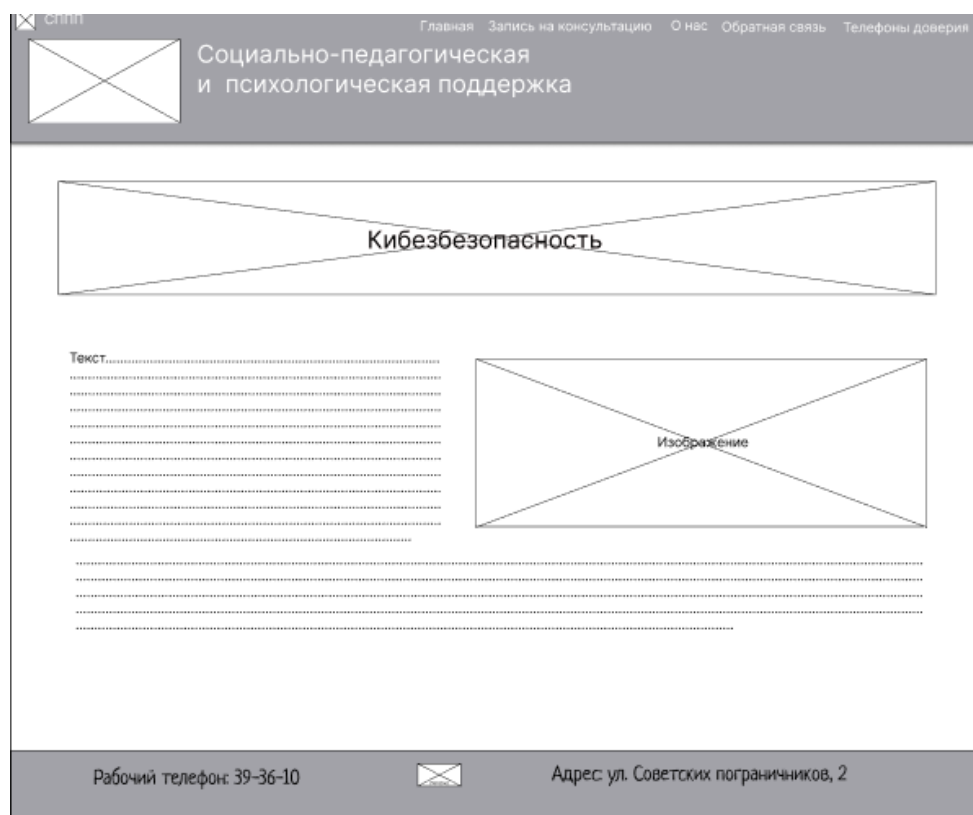 СППП
Главная Запись на консультацию О нас Обратная связь Телефоны доверия
Социально-педагогическая
и психологическая поддержка
Кибезбезопасность
Текст
Изображение
Рабочий телефон: 39-36-10
Адрес: ул. Советских пограничников, 2